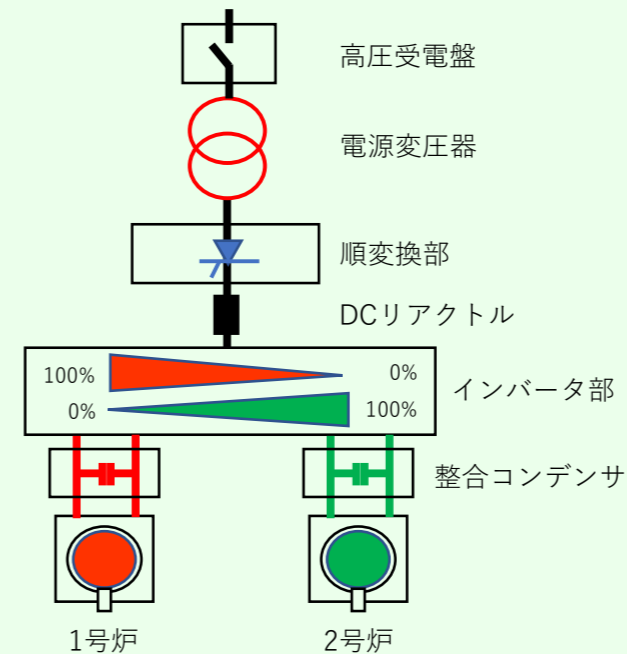 高圧受電盤
電源変圧器
順変換部
DCリアクトル
100%
0%
インバータ部
0%
100%
整合コンデンサ
1号炉
2号炉